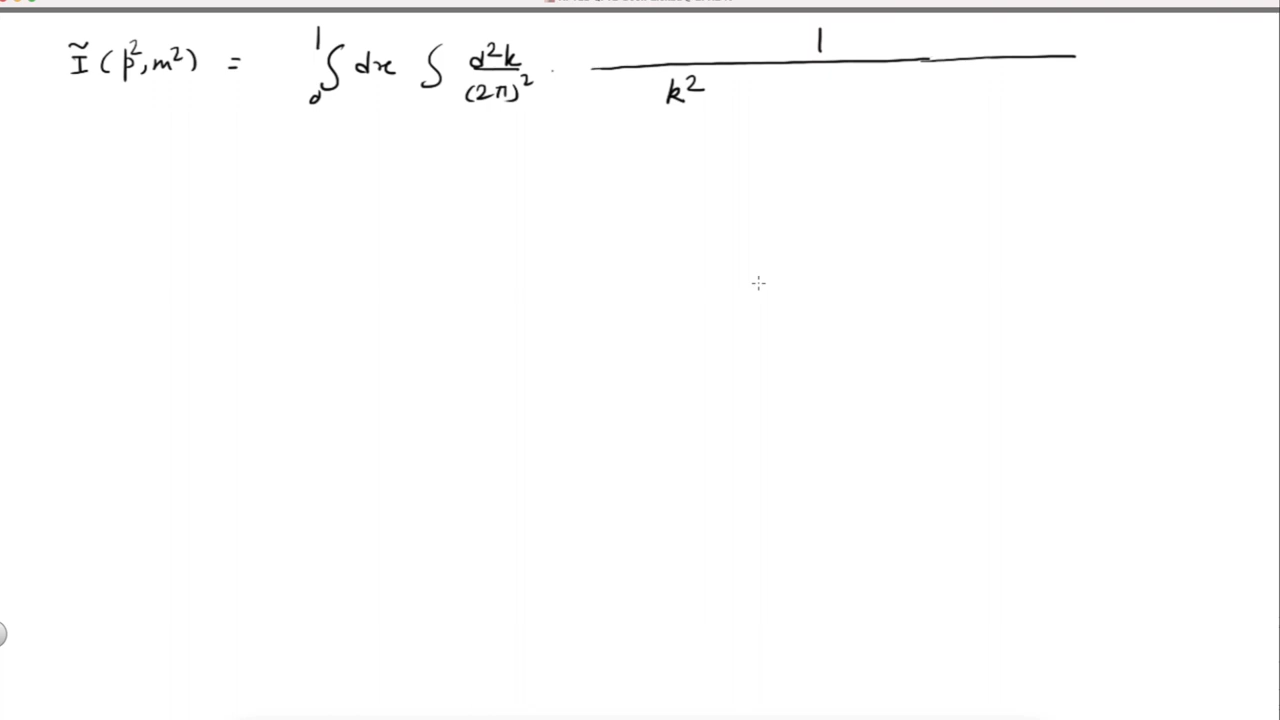 Ĩ(p²,m²) = ∫₀¹ dx ∫ d²k/(2π)² · 1/k²